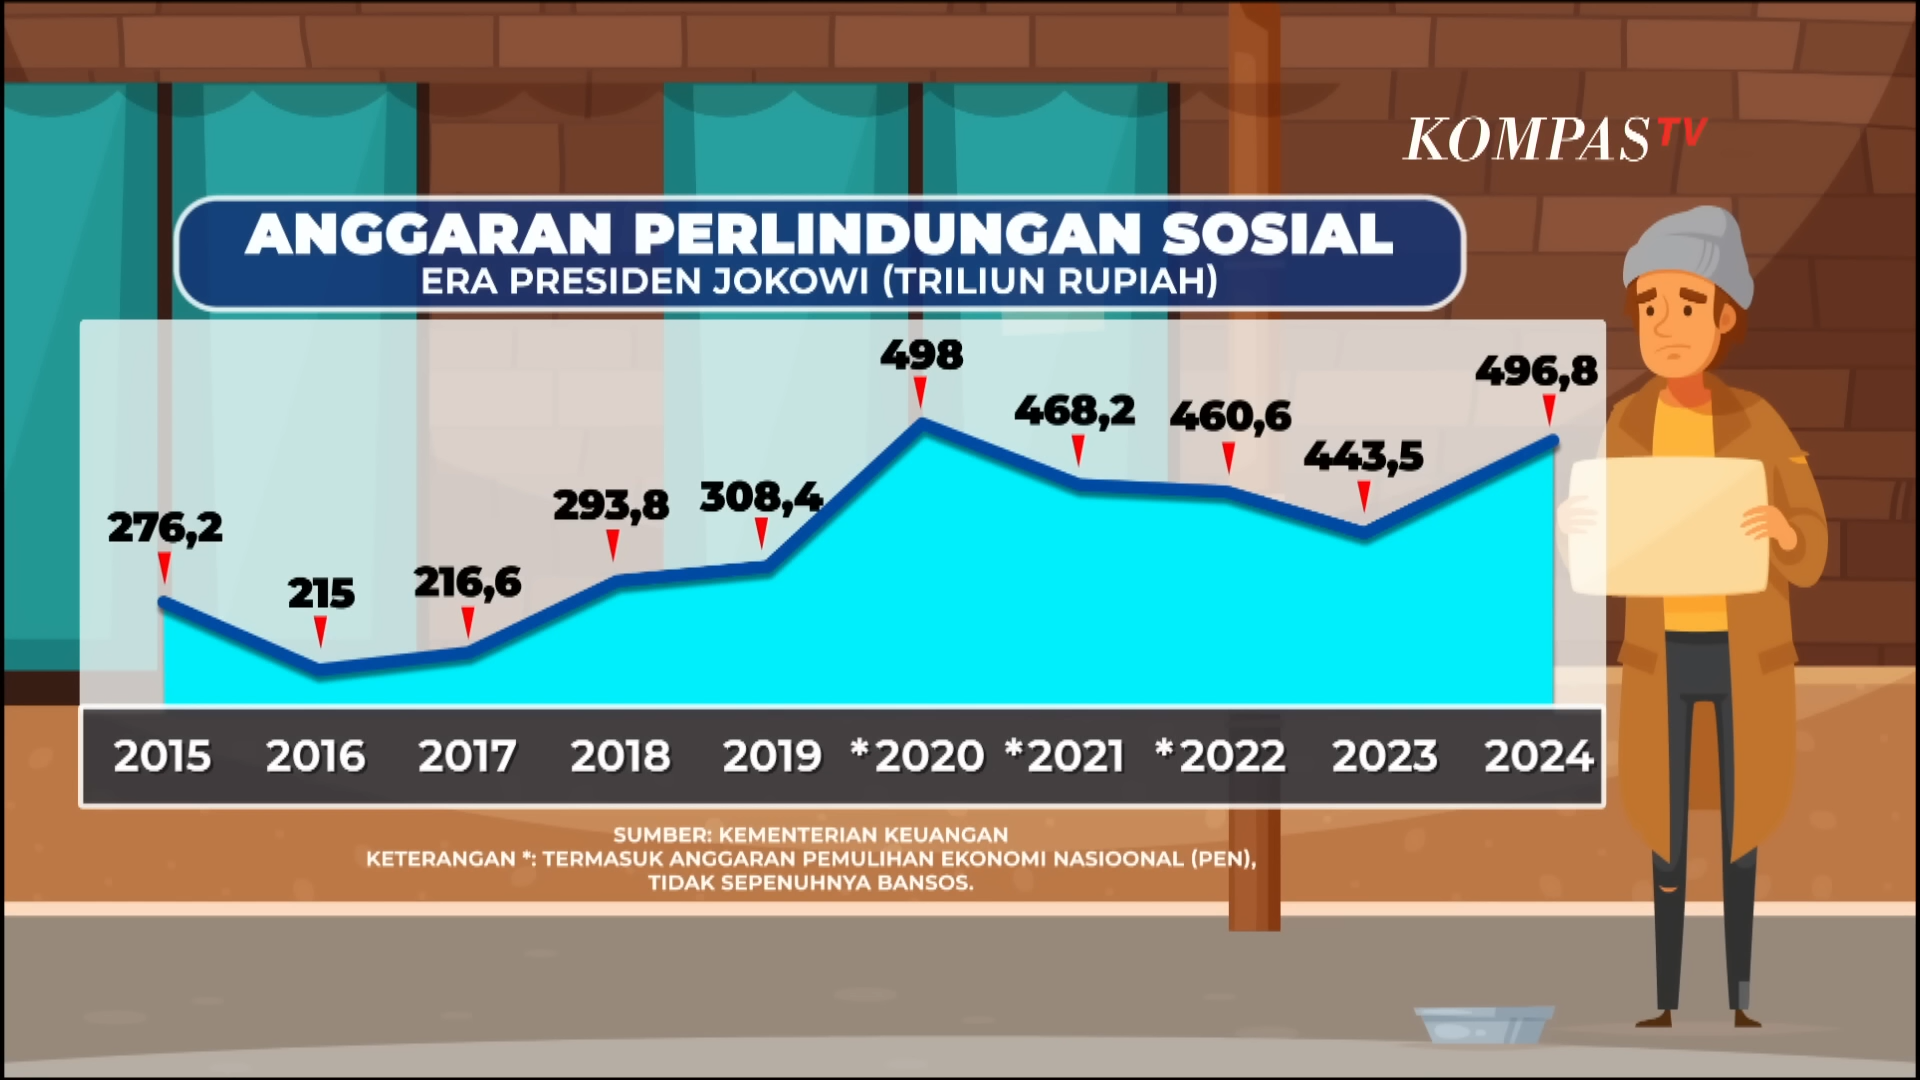 KOMPAS TV
ANGGARAN PERLINDUNGAN SOSIAL
ERA PRESIDEN JOKOWI (TRILIUN RUPIAH)
276,2
215
216,6
293,8
308,4
498
468,2
460,6
443,5
496,8
2015 2016 2017 2018 2019 *2020 *2021 *2022 2023 2024
SUMBER: KEMENTERIAN KEUANGAN
KETERANGAN *: TERMASUK ANGGARAN PEMULIHAN EKONOMI NASIOONAL (PEN),
TIDAK SEPENUHNYA BANSOS.